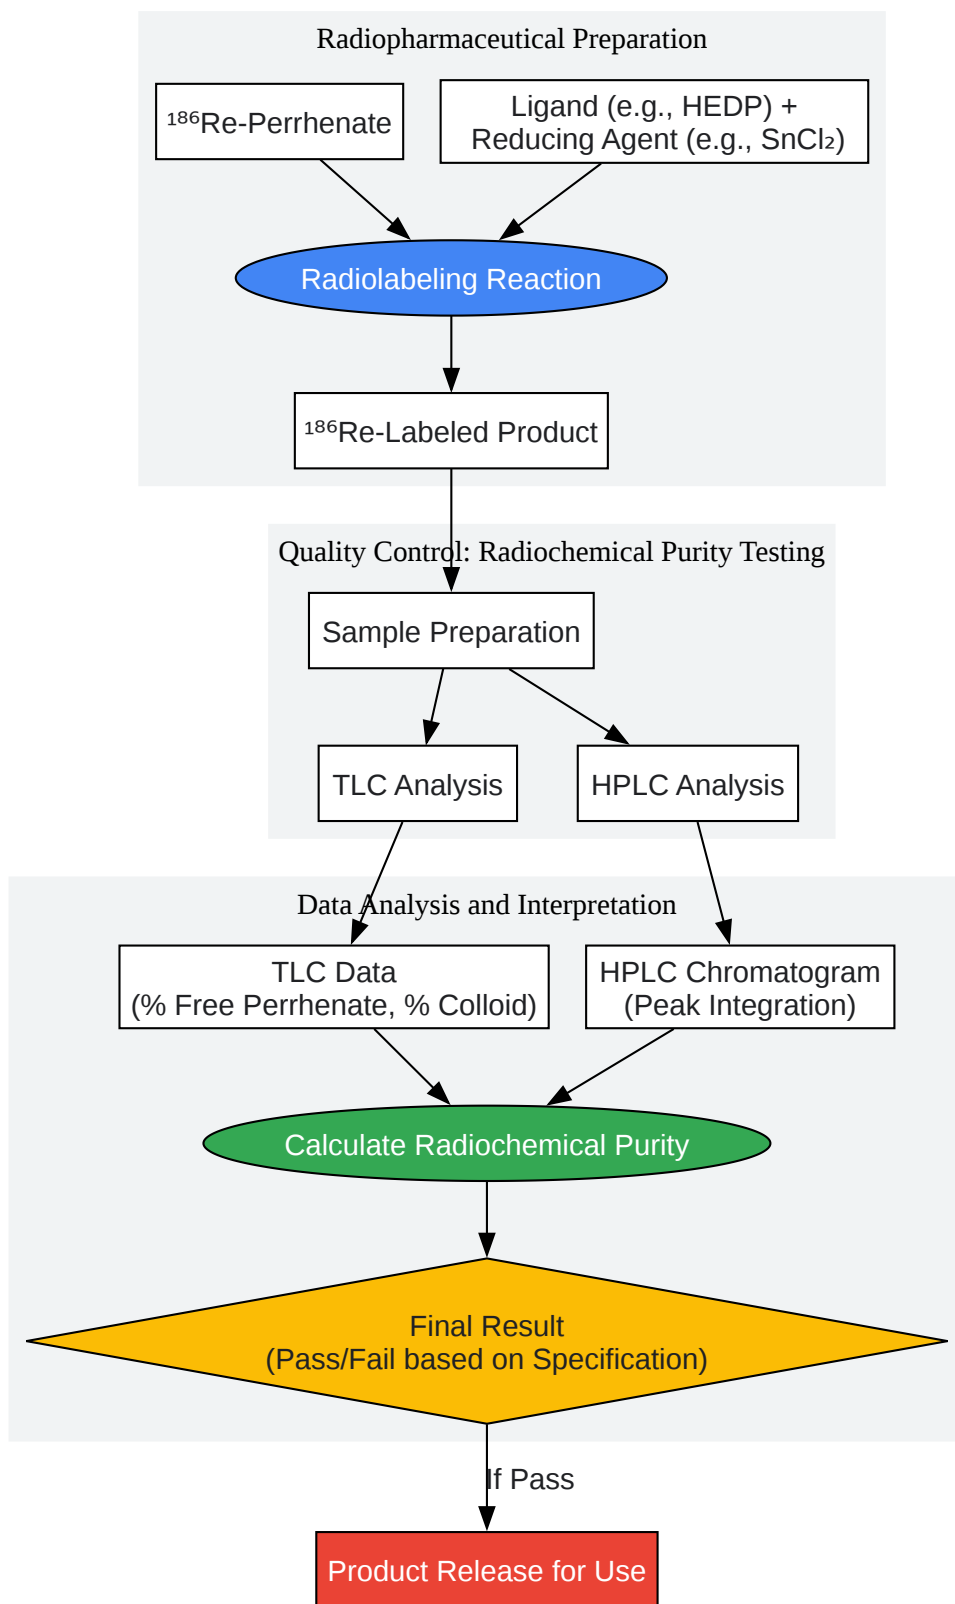 Radiopharmaceutical Preparation
¹⁸⁶Re-Perrhenate
Ligand (e.g., HEDP) +
Reducing Agent (e.g., SnCl₂)
Radiolabeling Reaction
¹⁸⁶Re-Labeled Product
Quality Control: Radiochemical Purity Testing
Sample Preparation
TLC Analysis
HPLC Analysis
Data Analysis and Interpretation
TLC Data
(% Free Perrhenate, % Colloid)
HPLC Chromatogram
(Peak Integration)
Calculate Radiochemical Purity
Final Result
(Pass/Fail based on Specification)
If Pass
Product Release for Use